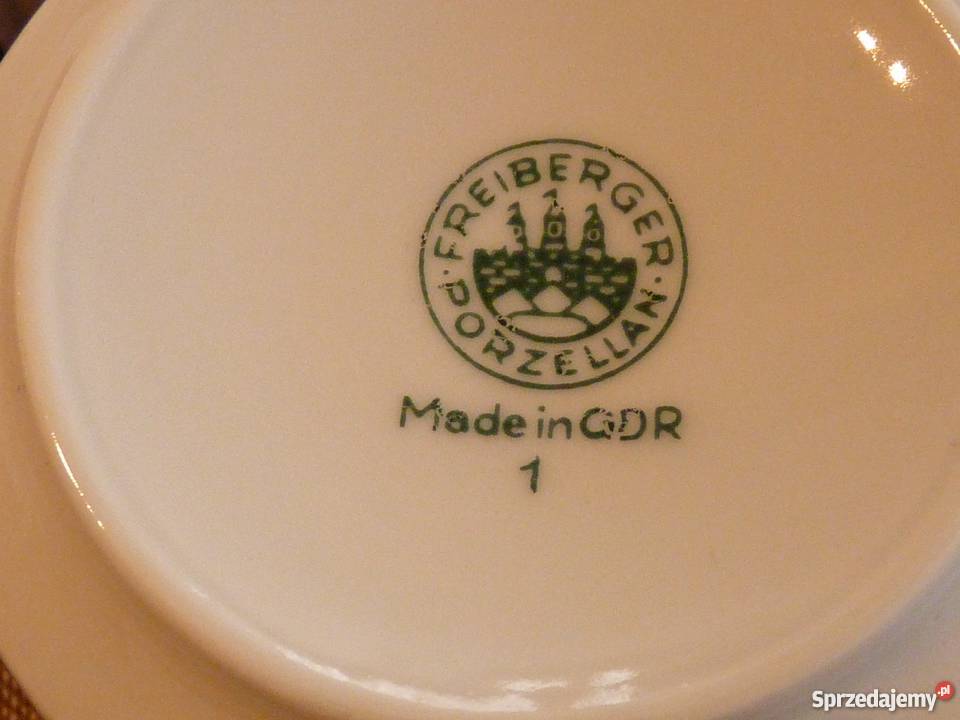 FREIBERGER
PORZELLAN
Made in GDR
1
Sprzedajemy.pl